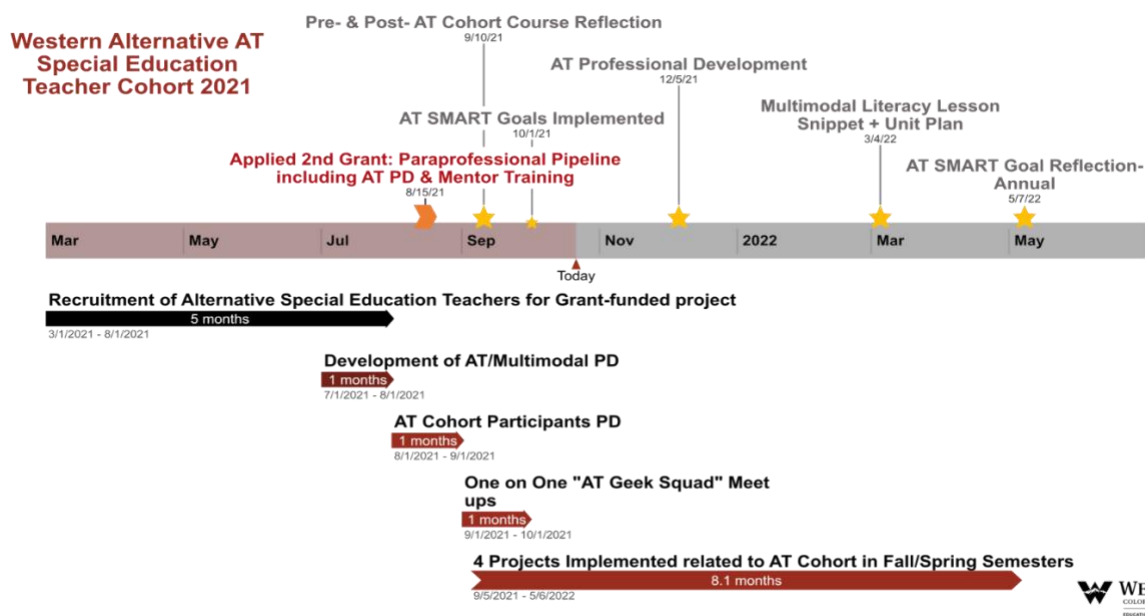 Western Alternative AT
Special Education
Teacher Cohort 2021
Pre- & Post- AT Cohort Course Reflection
9/10/21
AT Professional Development
12/5/21
AT SMART Goals Implemented
10/1/21
Multimodal Literacy Lesson
Snippet + Unit Plan
3/4/22
Applied 2nd Grant: Paraprofessional Pipeline
including AT PD & Mentor Training
8/15/21
AT SMART Goal Reflection-
Annual
5/7/22
Mar
May
Jul
Sep
Nov
2022
Mar
May
Today
Recruitment of Alternative Special Education Teachers for Grant-funded project
5 months
3/1/2021 - 8/1/2021
Development of AT/Multimodal PD
1 months
7/1/2021 - 8/1/2021
AT Cohort Participants PD
1 months
8/1/2021 - 9/1/2021
One on One "AT Geek Squad" Meet
ups
1 months
9/1/2021 - 10/1/2021
4 Projects Implemented related to AT Cohort in Fall/Spring Semesters
8.1 months
9/5/2021 - 5/6/2022